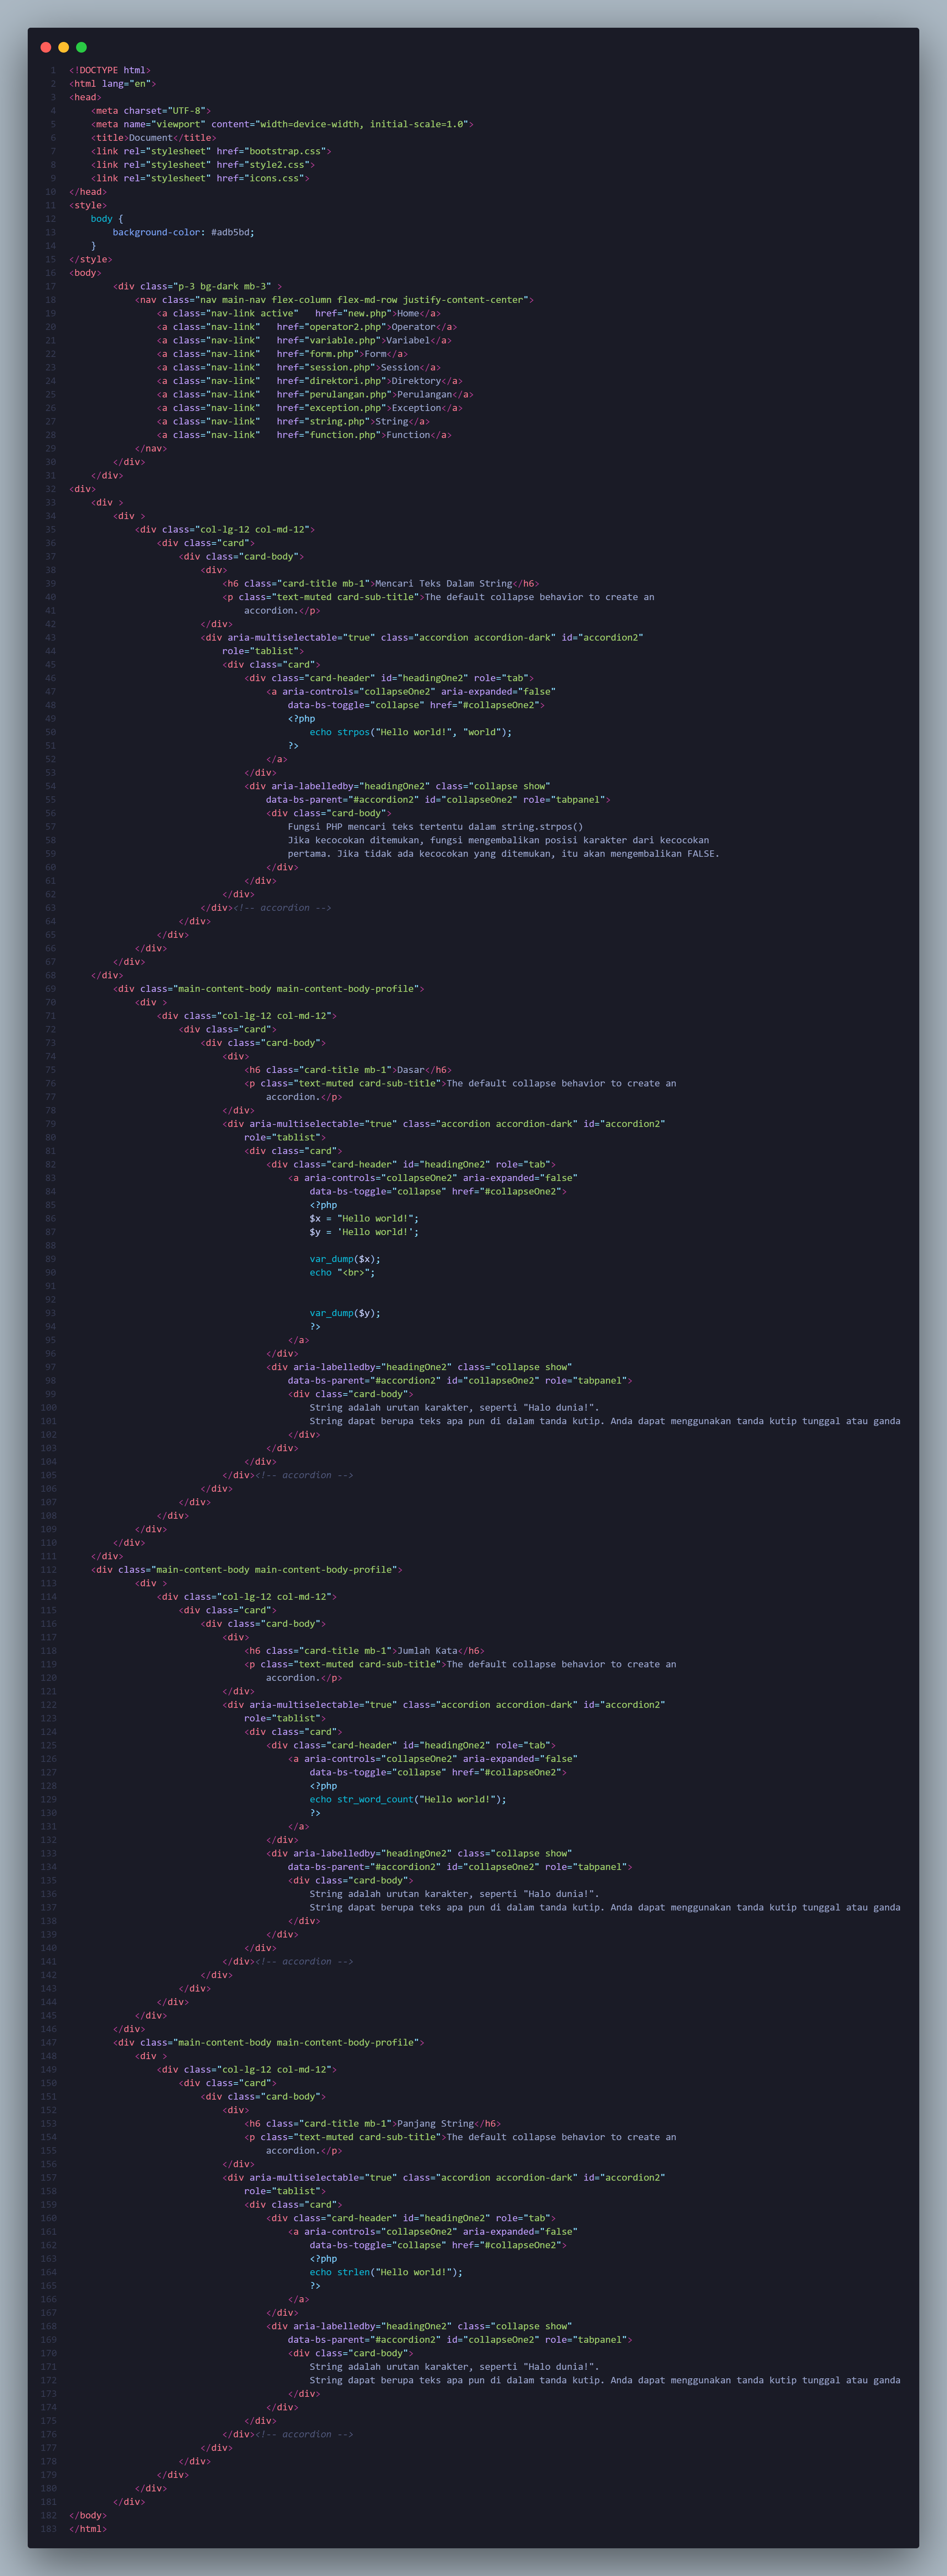 1 <!DOCTYPE html>
2 <html lang="en">
3 <head>
4     <meta charset="UTF-8">
5     <meta name="viewport" content="width=device-width, initial-scale=1.0">
6     <title>Document</title>
7     <link rel="stylesheet" href="bootstrap.css">
8     <link rel="stylesheet" href="style2.css">
9     <link rel="stylesheet" href="icons.css">
10 </head>
11 <style>
12     body {
13         background-color: #adb5bd;
14     }
15 </style>
16 <body>
17         <div class="p-3 bg-dark mb-3" >
18             <nav class="nav main-nav flex-column flex-md-row justify-content-center">
19                 <a class="nav-link active"   href="new.php">Home</a>
20                 <a class="nav-link"   href="operator2.php">Operator</a>
21                 <a class="nav-link"   href="variable.php">Variabel</a>
22                 <a class="nav-link"   href="form.php">Form</a>
23                 <a class="nav-link"   href="session.php">Session</a>
24                 <a class="nav-link"   href="direktori.php">Direktory</a>
25                 <a class="nav-link"   href="perulangan.php">Perulangan</a>
26                 <a class="nav-link"   href="exception.php">Exception</a>
27                 <a class="nav-link"   href="string.php">String</a>
28                 <a class="nav-link"   href="function.php">Function</a>
29             </nav>
30         </div>
31     </div>
32 <div>
33     <div >
34         <div >
35             <div class="col-lg-12 col-md-12">
36                 <div class="card">
37                     <div class="card-body">
38                         <div>
39                             <h6 class="card-title mb-1">Mencari Teks Dalam String</h6>
40                             <p class="text-muted card-sub-title">The default collapse behavior to create an
41                                 accordion.</p>
42                         </div>
43                         <div aria-multiselectable="true" class="accordion accordion-dark" id="accordion2"
44                             role="tablist">
45                             <div class="card">
46                                 <div class="card-header" id="headingOne2" role="tab">
47                                     <a aria-controls="collapseOne2" aria-expanded="false"
48                                         data-bs-toggle="collapse" href="#collapseOne2">
49                                         <?php
50                                             echo strpos("Hello world!", "world");
51                                         ?>
52                                     </a>
53                                 </div>
54                                 <div aria-labelledby="headingOne2" class="collapse show"
55                                     data-bs-parent="#accordion2" id="collapseOne2" role="tabpanel">
56                                     <div class="card-body">
57                                         Fungsi PHP mencari teks tertentu dalam string.strpos()
58                                         Jika kecocokan ditemukan, fungsi mengembalikan posisi karakter dari kecocokan
59                                         pertama. Jika tidak ada kecocokan yang ditemukan, itu akan mengembalikan FALSE.
60                                     </div>
61                                 </div>
62                             </div>
63                         </div><!-- accordion -->
64                     </div>
65                 </div>
66             </div>
67         </div>
68     </div>
69         <div class="main-content-body main-content-body-profile">
70             <div >
71                 <div class="col-lg-12 col-md-12">
72                     <div class="card">
73                         <div class="card-body">
74                             <div>
75                                 <h6 class="card-title mb-1">Dasar</h6>
76                                 <p class="text-muted card-sub-title">The default collapse behavior to create an
77                                     accordion.</p>
78                             </div>
79                             <div aria-multiselectable="true" class="accordion accordion-dark" id="accordion2"
80                                 role="tablist">
81                                 <div class="card">
82                                     <div class="card-header" id="headingOne2" role="tab">
83                                         <a aria-controls="collapseOne2" aria-expanded="false"
84                                             data-bs-toggle="collapse" href="#collapseOne2">
85                                             <?php
86                                             $x = "Hello world!";
87                                             $y = 'Hello world!';
88
89                                             var_dump($x);
90                                             echo "<br>";
91
92
93                                             var_dump($y);
94                                             ?>
95                                         </a>
96                                     </div>
97                                     <div aria-labelledby="headingOne2" class="collapse show"
98                                         data-bs-parent="#accordion2" id="collapseOne2" role="tabpanel">
99                                         <div class="card-body">
100                                             String adalah urutan karakter, seperti "Halo dunia!".
101                                             String dapat berupa teks apa pun di dalam tanda kutip. Anda dapat menggunakan tanda kutip tunggal atau ganda
102                                         </div>
103                                     </div>
104                                 </div>
105                             </div><!-- accordion -->
106                         </div>
107                     </div>
108                 </div>
109             </div>
110         </div>
111     </div>
112     <div class="main-content-body main-content-body-profile">
113             <div >
114                 <div class="col-lg-12 col-md-12">
115                     <div class="card">
116                         <div class="card-body">
117                             <div>
118                                 <h6 class="card-title mb-1">Jumlah Kata</h6>
119                                 <p class="text-muted card-sub-title">The default collapse behavior to create an
120                                     accordion.</p>
121                             </div>
122                             <div aria-multiselectable="true" class="accordion accordion-dark" id="accordion2"
123                                 role="tablist">
124                                 <div class="card">
125                                     <div class="card-header" id="headingOne2" role="tab">
126                                         <a aria-controls="collapseOne2" aria-expanded="false"
127                                             data-bs-toggle="collapse" href="#collapseOne2">
128                                             <?php
129                                             echo str_word_count("Hello world!");
130                                             ?>
131                                         </a>
132                                     </div>
133                                     <div aria-labelledby="headingOne2" class="collapse show"
134                                         data-bs-parent="#accordion2" id="collapseOne2" role="tabpanel">
135                                         <div class="card-body">
136                                             String adalah urutan karakter, seperti "Halo dunia!".
137                                             String dapat berupa teks apa pun di dalam tanda kutip. Anda dapat menggunakan tanda kutip tunggal atau ganda
138                                         </div>
139                                     </div>
140                                 </div>
141                             </div><!-- accordion -->
142                         </div>
143                     </div>
144                 </div>
145             </div>
146         </div>
147         <div class="main-content-body main-content-body-profile">
148             <div >
149                 <div class="col-lg-12 col-md-12">
150                     <div class="card">
151                         <div class="card-body">
152                             <div>
153                                 <h6 class="card-title mb-1">Panjang String</h6>
154                                 <p class="text-muted card-sub-title">The default collapse behavior to create an
155                                     accordion.</p>
156                             </div>
157                             <div aria-multiselectable="true" class="accordion accordion-dark" id="accordion2"
158                                 role="tablist">
159                                 <div class="card">
160                                     <div class="card-header" id="headingOne2" role="tab">
161                                         <a aria-controls="collapseOne2" aria-expanded="false"
162                                             data-bs-toggle="collapse" href="#collapseOne2">
163                                             <?php
164                                             echo strlen("Hello world!");
165                                             ?>
166                                         </a>
167                                     </div>
168                                     <div aria-labelledby="headingOne2" class="collapse show"
169                                         data-bs-parent="#accordion2" id="collapseOne2" role="tabpanel">
170                                         <div class="card-body">
171                                             String adalah urutan karakter, seperti "Halo dunia!".
172                                             String dapat berupa teks apa pun di dalam tanda kutip. Anda dapat menggunakan tanda kutip tunggal atau ganda
173                                         </div>
174                                     </div>
175                                 </div>
176                             </div><!-- accordion -->
177                         </div>
178                     </div>
179                 </div>
180             </div>
181         </div>
182 </body>
183 </html>